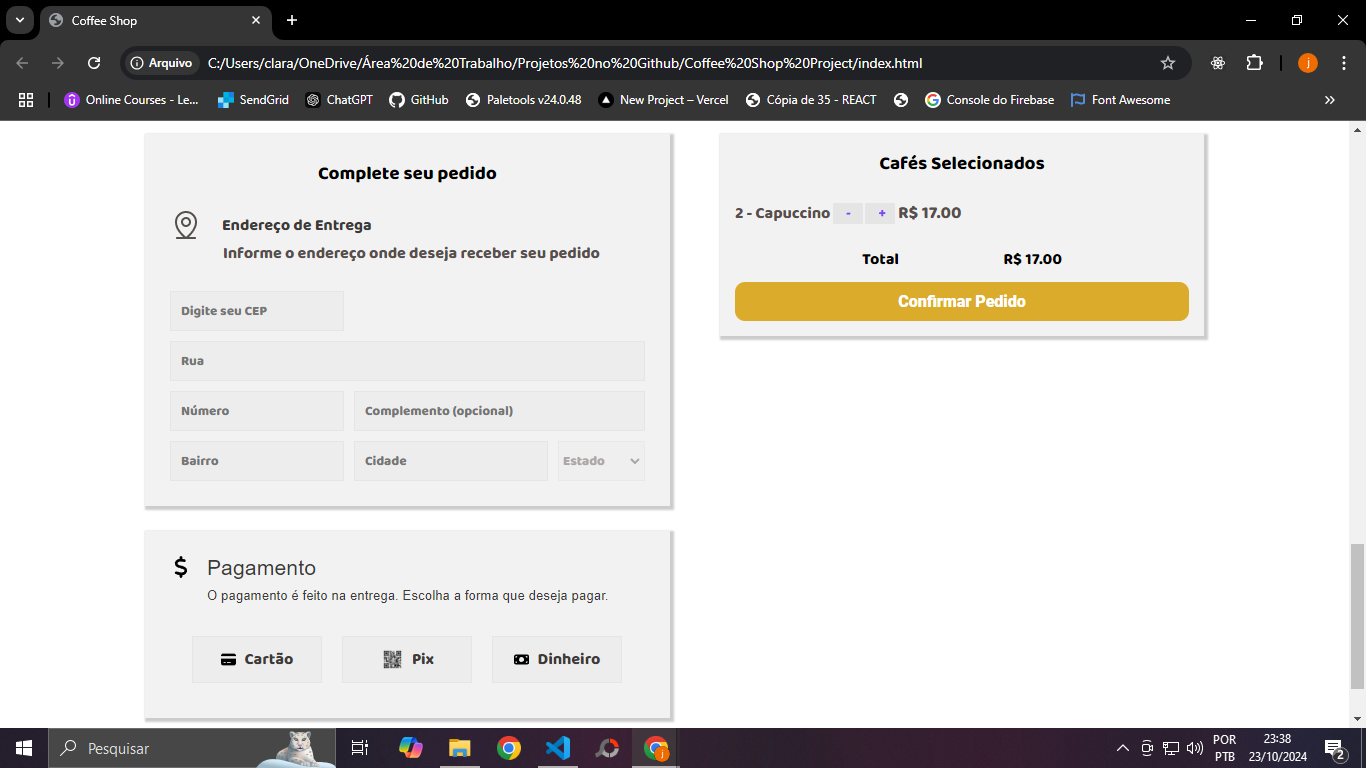 Coffee Shop
Arquivo C:/Users/clara/OneDrive/Área%20de%20Trabalho/Projetos%20no%20Github/Coffee%20Shop%20Project/index.html j
Online Courses - Le... SendGrid ChatGPT GitHub Paletools v24.0.48 New Project – Vercel Cópia de 35 - REACT Console do Firebase Font Awesome »
Complete seu pedido
Endereço de Entrega
Informe o endereço onde deseja receber seu pedido
Digite seu CEP
Rua
Número Complemento (opcional)
Bairro Cidade Estado
$ Pagamento
O pagamento é feito na entrega. Escolha a forma que deseja pagar.
Cartão Pix Dinheiro
Cafés Selecionados
2 - Capuccino - + R$ 17.00
Total R$ 17.00
Confirmar Pedido
Pesquisar
POR
PTB
23:38
23/10/2024
2